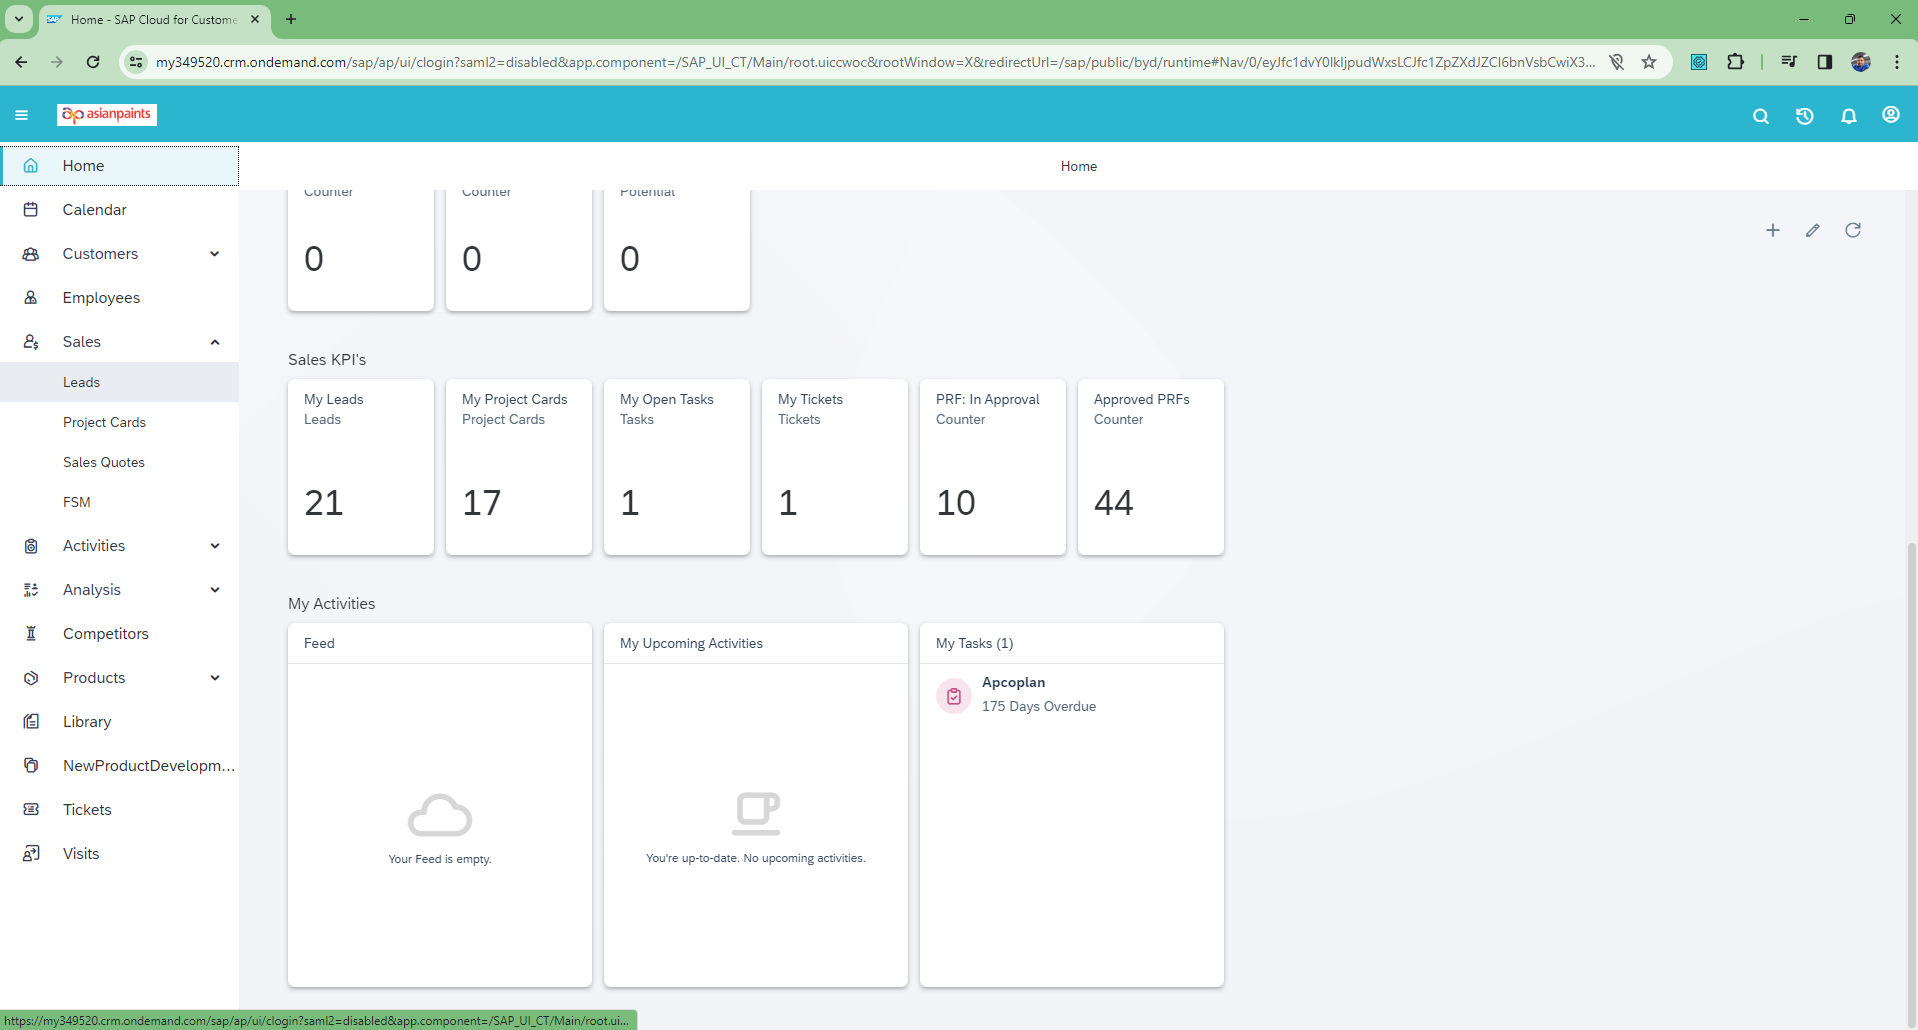 Home - SAP Cloud for Custome
my349520.crm.ondemand.com/sap/ap/ui/clogin?saml2=disabled&app.component=/SAP_UI_CT/Main/root.uiccwoc&rootWindow=X&redirectUrl=/sap/public/byd/runtime#Nav/0/eyJfc1dvY0lkIjpudWxsLCJfc1ZpZXdJZCI6bnVsbCwiX3...
asianpaints
Home
Home
Calendar
Customers
Employees
Sales
Leads
Project Cards
Sales Quotes
FSM
Activities
Analysis
Competitors
Products
Library
NewProductDevelopm...
Tickets
Visits
Counter
Counter
Potential
0
0
0
Sales KPI's
My Leads
Leads
21
My Project Cards
Project Cards
17
My Open Tasks
Tasks
1
My Tickets
Tickets
1
PRF: In Approval
Counter
10
Approved PRFs
Counter
44
My Activities
Feed
Your Feed is empty.
My Upcoming Activities
You're up-to-date. No upcoming activities.
My Tasks (1)
Apcoplan
175 Days Overdue
https://my349520.crm.ondemand.com/sap/ap/ui/clogin?saml2=disabled&app.component=/SAP_UI_CT/Main/root.ui...